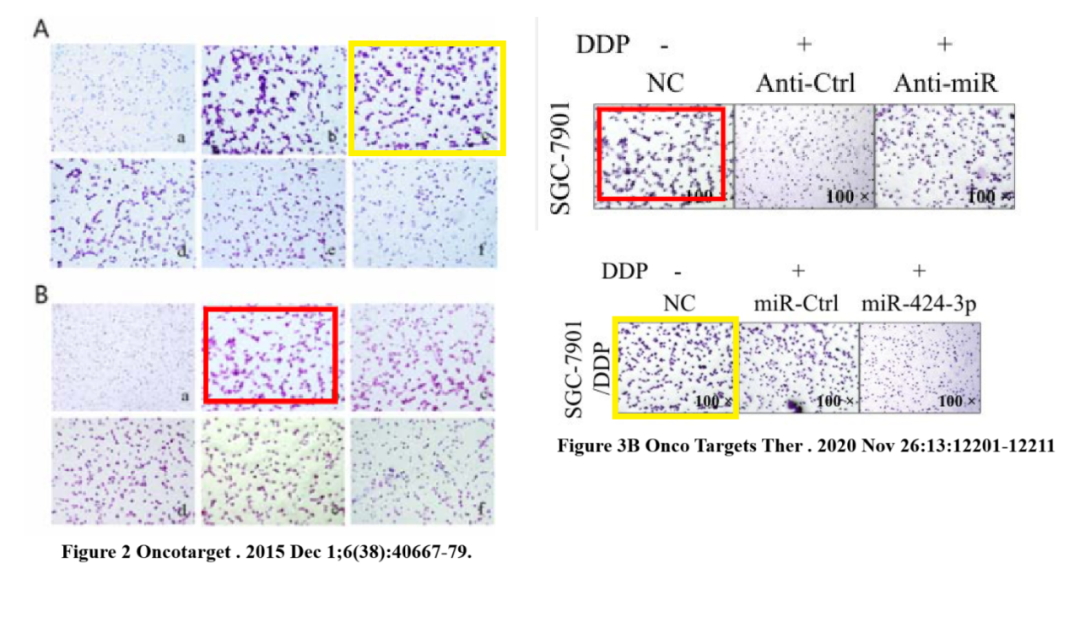 A
a
b
d
e
f
B
a
c
d
f
Figure 2 Oncotarget . 2015 Dec 1;6(38):40667-79.
DDP - + +
NC Anti-Ctrl Anti-miR
SGC-7901
100 100 × 100 ×
DDP - + +
NC miR-Ctrl miR-424-3p
SGC-7901
/DDP
100 × 100 × 100 ×
Figure 3B Onco Targets Ther . 2020 Nov 26:13:12201-12211